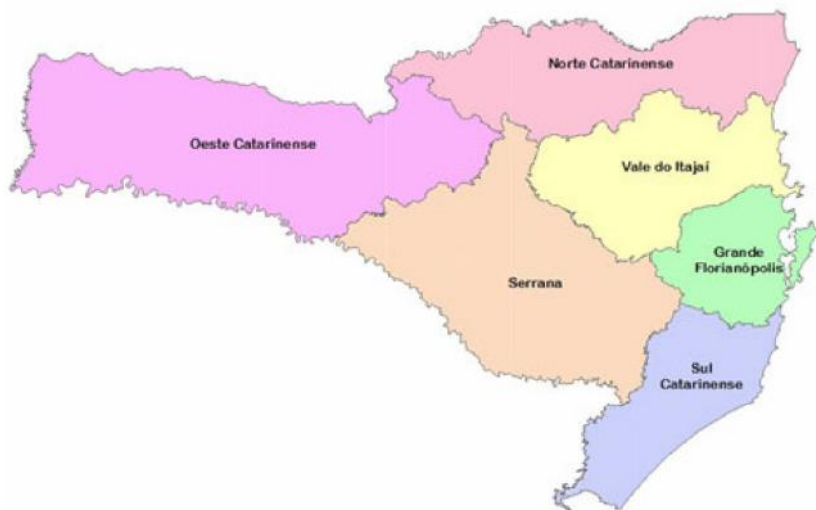 Norte Catarinense
Oeste Catarinense
Vale do Itajaí
Grande
Florianópolis
Serrana
Sul
Catarinense